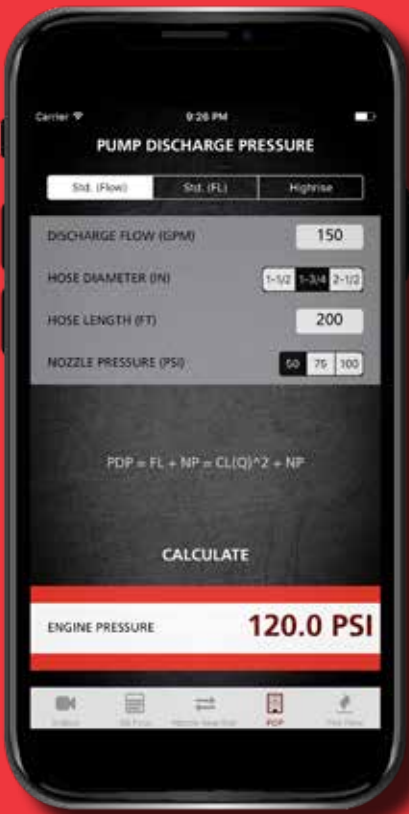 Carrier 9:26 PM
PUMP DISCHARGE PRESSURE
Std. (Flow) Std. (FL) Highrise
DISCHARGE FLOW (GPM) 150
HOSE DIAMETER (IN) 1-1/2 1-3/4 2-1/2
HOSE LENGTH (FT) 200
NOZZLE PRESSURE (PSI) 50 75 100
PDP = FL + NP = CL(Q)^2 + NP
CALCULATE
ENGINE PRESSURE 120.0 PSI
Videos PDP